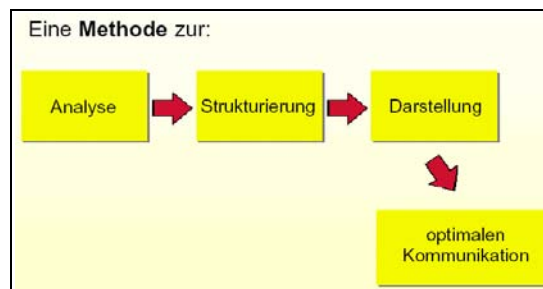 Eine Methode zur:
Analyse
Strukturierung
Darstellung
optimalen
Kommunikation